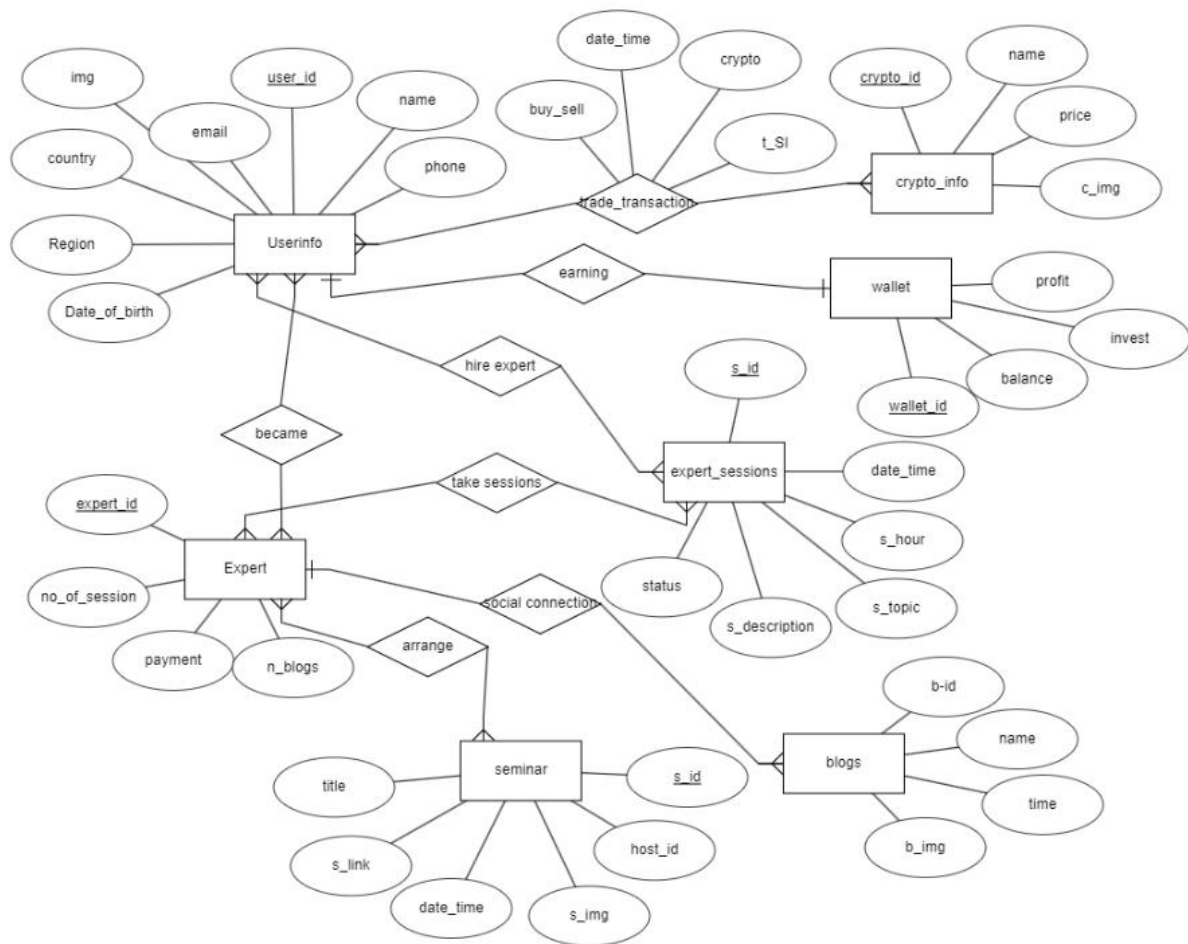 date_time
img
user_id
crypto
name
crypto_id
name
buy_sell
price
email
country
t_SI
phone
crypto_info
c_img
trade_transaction
Region
Userinfo
earning
wallet
profit
Date_of_birth
invest
hire expert
s_id
balance
wallet_id
became
expert_sessions
date_time
take sessions
expert_id
s_hour
Expert
status
no_of_session
social connection
s_topic
s_description
arrange
payment
n_blogs
b-id
name
seminar
blogs
s_id
title
time
b_img
host_id
s_link
date_time
s_img